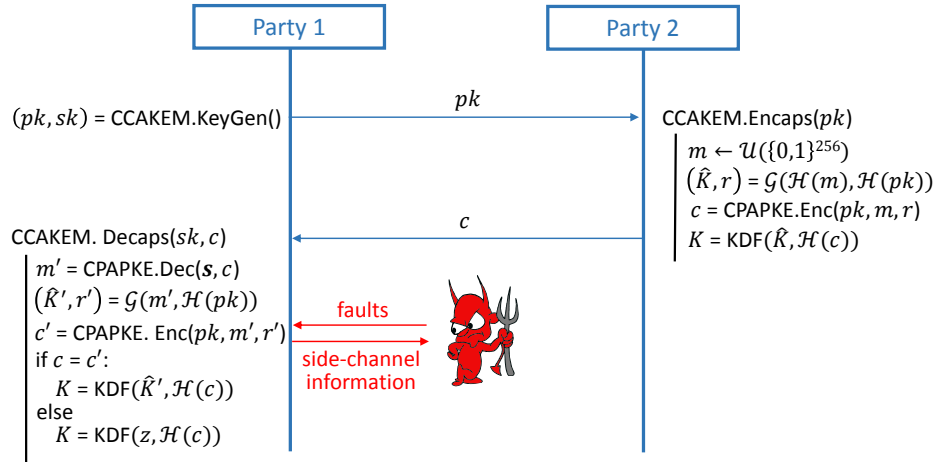 Party 1
Party 2
(pk, sk) = CCAKEM.KeyGen()
pk
CCAKEM.Encaps(pk)
m ← 𝒰({0,1}²⁵⁶)
(K̂, r) = 𝒢(ℋ(m), ℋ(pk))
c = CPAPKE.Enc(pk, m, r)
K = KDF(K̂, ℋ(c))
c
CCAKEM. Decaps(sk, c)
m′ = CPAPKE.Dec(𝒔, c)
(K̂′, r′) = 𝒢(m′, ℋ(pk))
c′ = CPAPKE. Enc(pk, m′, r′)
if c = c′:
K = KDF(K̂′, ℋ(c))
else
K = KDF(z, ℋ(c))
faults
side-channel
information